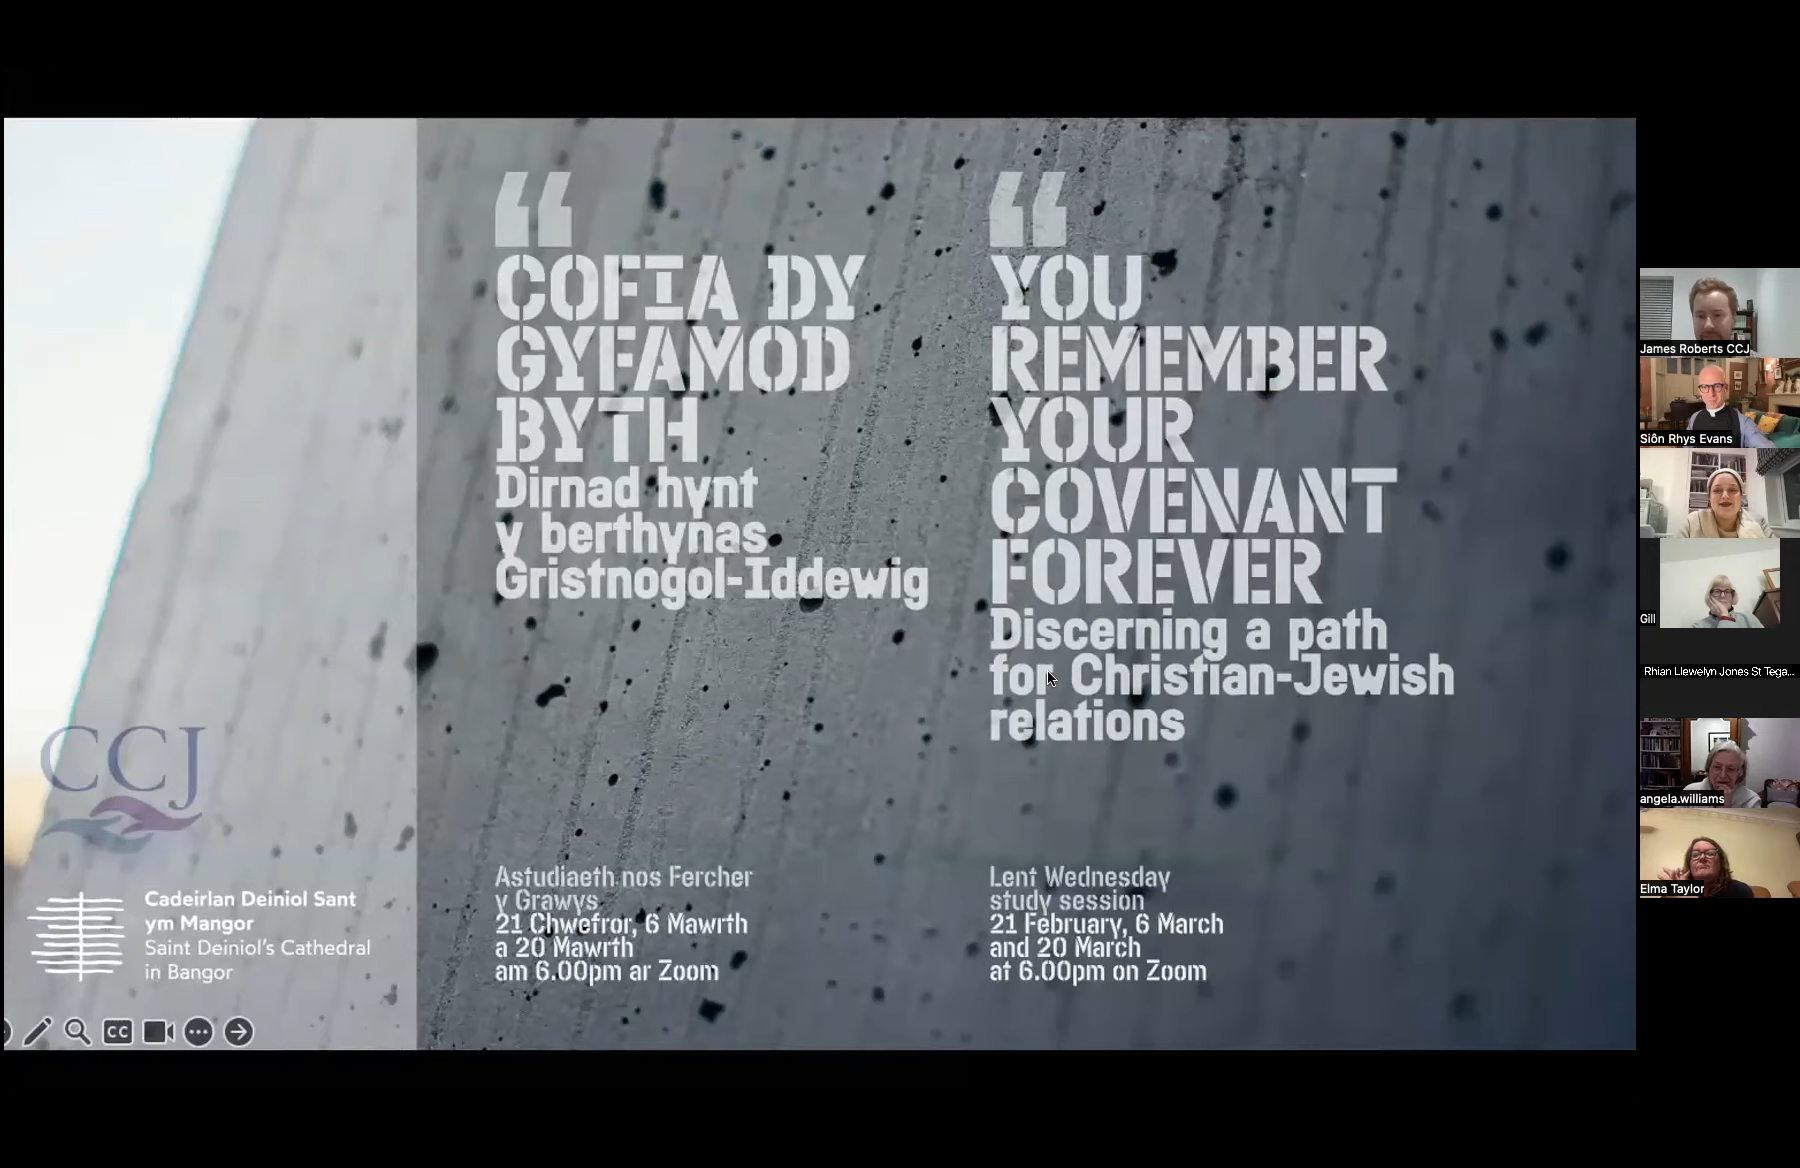 “
COFIA DY
GYFAMOD
BYTH
Dirnad hynt
y berthynas
Gristnogol-Iddewig
“
YOU
REMEMBER
YOUR
COVENANT
FOREVER
Discerning a path
for Christian-Jewish
relations
CCJ
Cadeirlan Deiniol Sant
ym Mangor
Saint Deiniol's Cathedral
in Bangor
Astudiaeth nos Fercher
y Grawys
21 Chwefror, 6 Mawrth
a 20 Mawrth
am 6.00pm ar Zoom
Lent Wednesday
study session
21 February, 6 March
and 20 March
at 6.00pm on Zoom
CC
James Roberts CCJ
Siôn Rhys Evans
Gill
Rhian Llewelyn Jones St Tega...
angela.williams
Elma Taylor